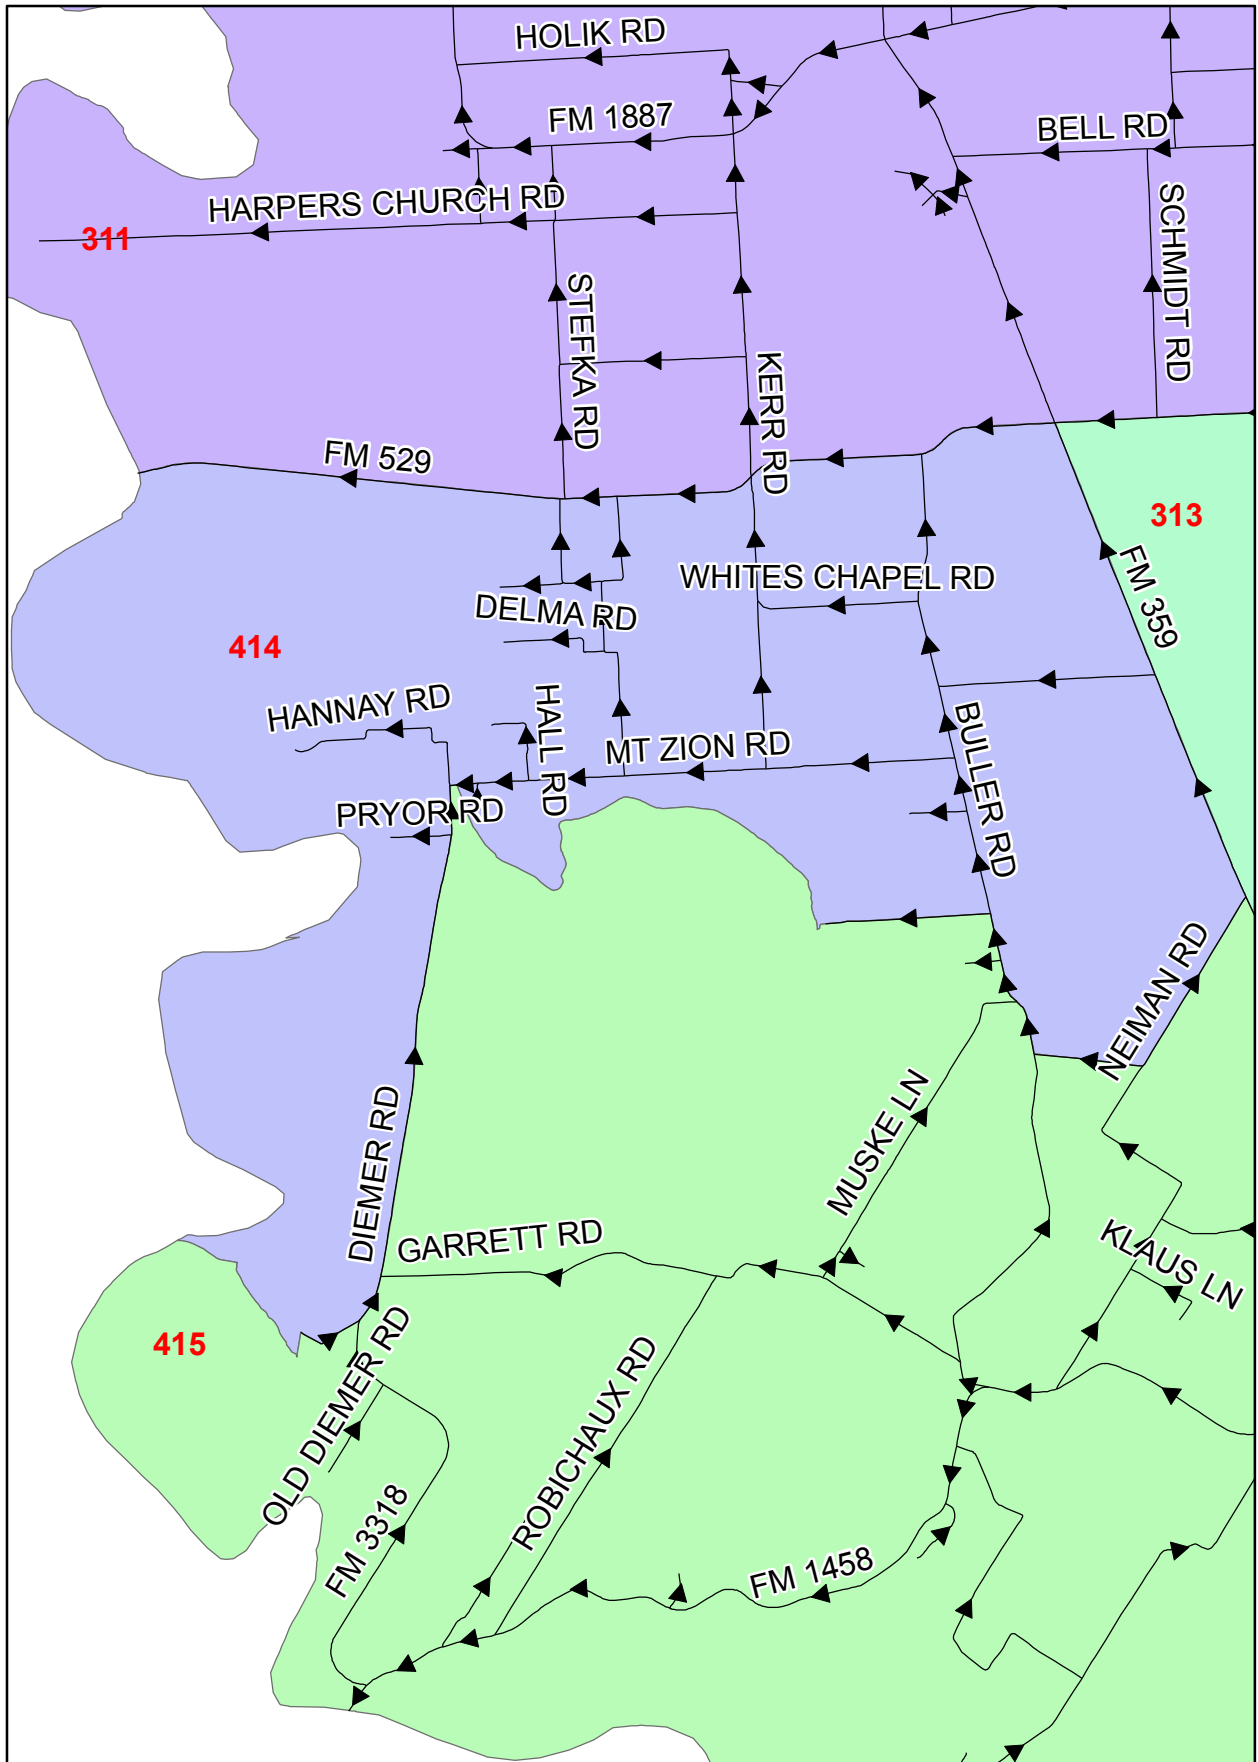 HOLIK RD
FM 1887
BELL RD
HARPERS CHURCH RD
311
SCHMIDT RD
STEFKA RD
KERR RD
FM 529
313
WHITES CHAPEL RD
FM 359
DELMA RD
414
HANNAY RD
HALL RD
MT ZION RD
BULLER RD
PRYOR RD
NEIMAN RD
MUSKE LN
DIEMER RD
GARRETT RD
KLAUS LN
415
OLD DIEMER RD
ROBICHAUX RD
FM 3318
FM 1458